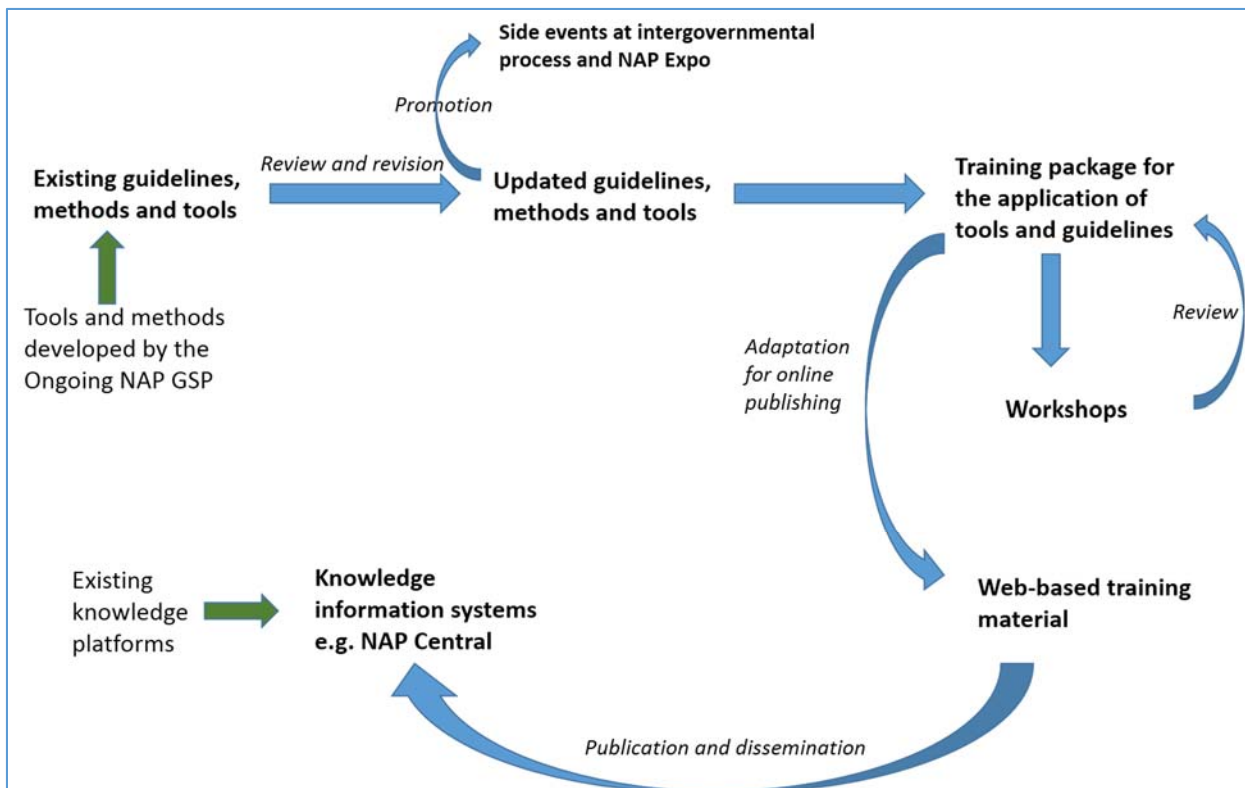 Side events at intergovernmental
process and NAP Expo
Promotion
Review and revision
Existing guidelines,
methods and tools
Updated guidelines,
methods and tools
Training package for
the application of
tools and guidelines
Tools and methods
developed by the
Ongoing NAP GSP
Adaptation
for online
publishing
Review
Workshops
Existing
knowledge
platforms
Knowledge
information systems
e.g. NAP Central
Web-based training
material
Publication and dissemination